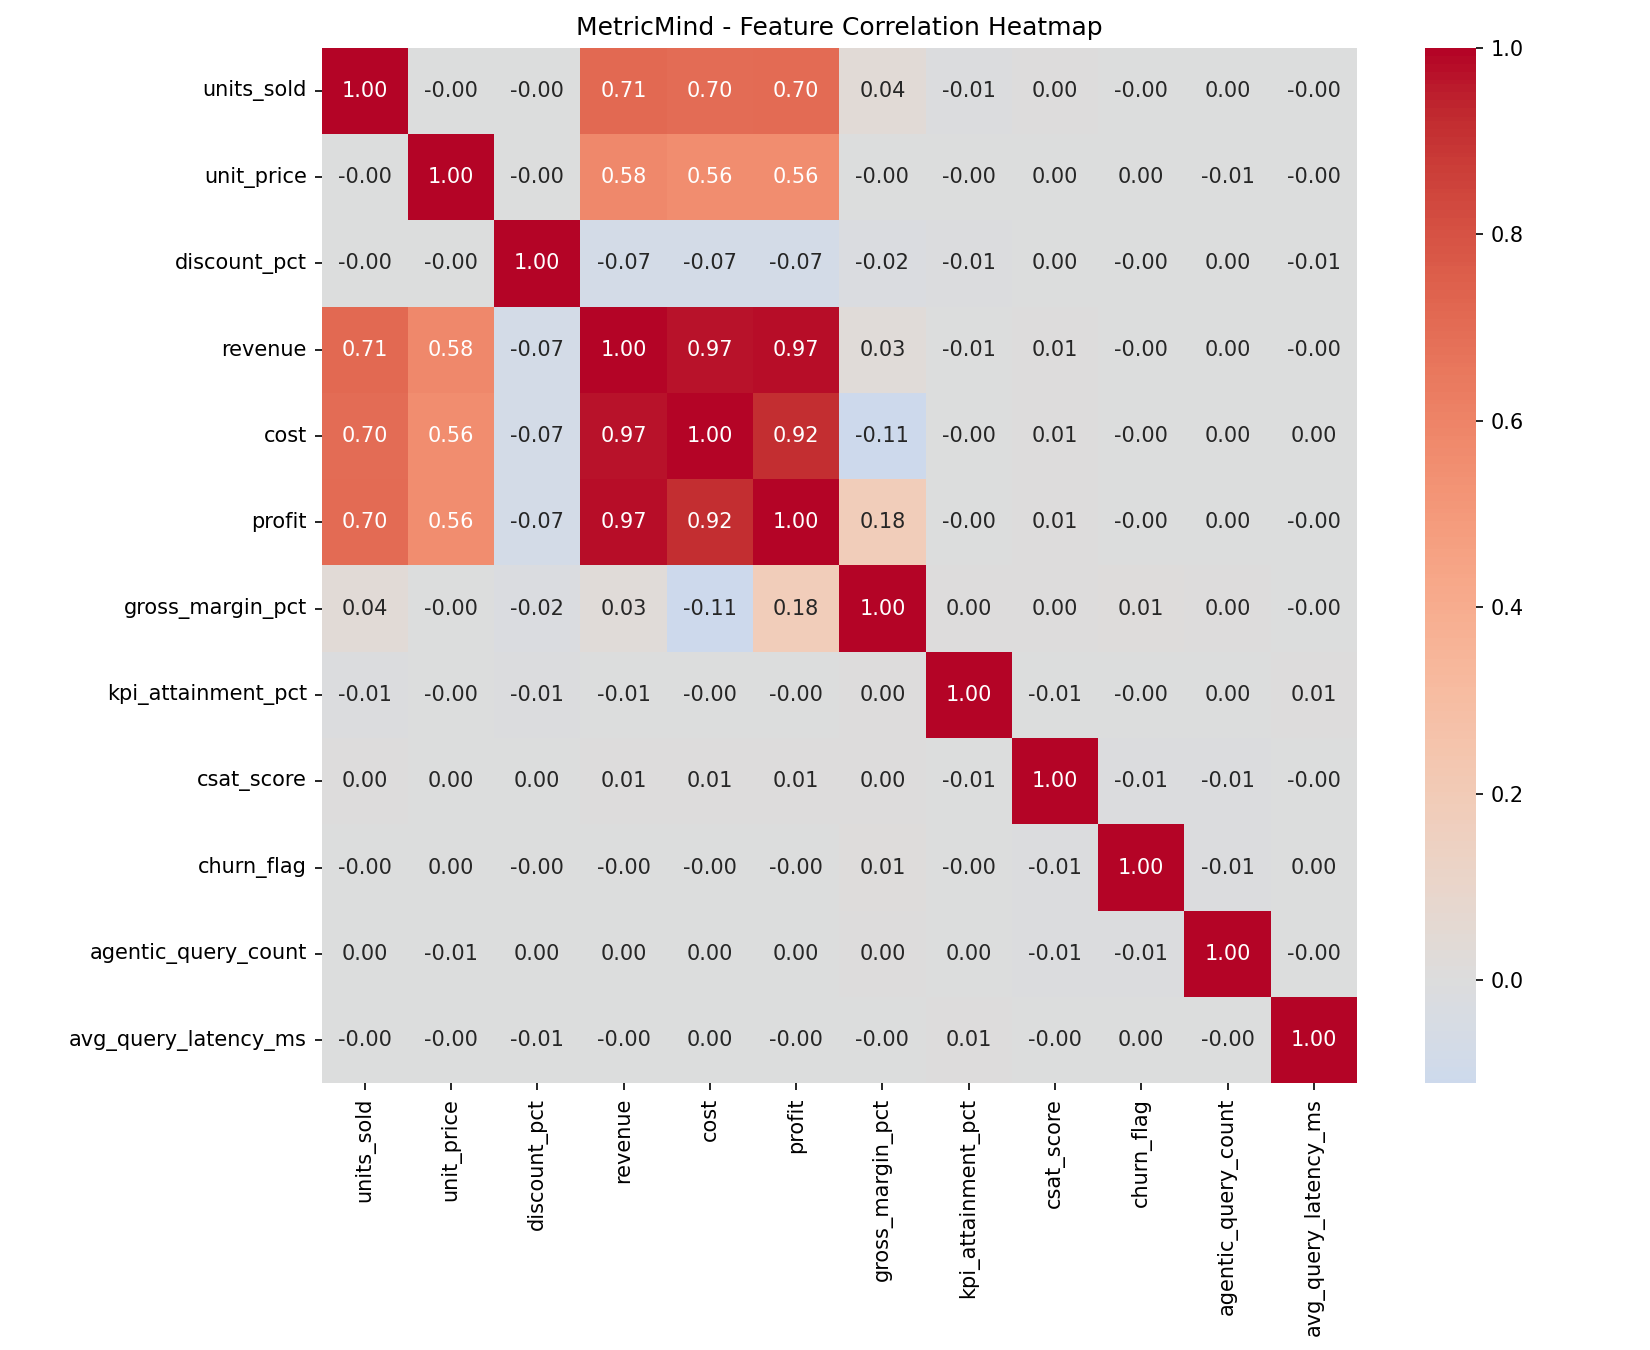 MetricMind - Feature Correlation Heatmap
units_sold 1.00 -0.00 -0.00 0.71 0.70 0.70 0.04 -0.01 0.00 -0.00 0.00 -0.00
unit_price -0.00 1.00 -0.00 0.58 0.56 0.56 -0.00 -0.00 0.00 0.00 -0.01 -0.00
discount_pct -0.00 -0.00 1.00 -0.07 -0.07 -0.07 -0.02 -0.01 0.00 -0.00 0.00 -0.01
revenue 0.71 0.58 -0.07 1.00 0.97 0.97 0.03 -0.01 0.01 -0.00 0.00 -0.00
cost 0.70 0.56 -0.07 0.97 1.00 0.92 -0.11 -0.00 0.01 -0.00 0.00 0.00
profit 0.70 0.56 -0.07 0.97 0.92 1.00 0.18 -0.00 0.01 -0.00 0.00 -0.00
gross_margin_pct 0.04 -0.00 -0.02 0.03 -0.11 0.18 1.00 0.00 0.00 0.01 0.00 -0.00
kpi_attainment_pct -0.01 -0.00 -0.01 -0.01 -0.00 -0.00 0.00 1.00 -0.01 -0.00 0.00 0.01
csat_score 0.00 0.00 0.00 0.01 0.01 0.01 0.00 -0.01 1.00 -0.01 -0.01 -0.00
churn_flag -0.00 0.00 -0.00 -0.00 -0.00 -0.00 0.01 -0.00 -0.01 1.00 -0.01 0.00
agentic_query_count 0.00 -0.01 0.00 0.00 0.00 0.00 0.00 0.00 -0.01 -0.01 1.00 -0.00
avg_query_latency_ms -0.00 -0.00 -0.01 -0.00 0.00 -0.00 -0.00 0.01 -0.00 0.00 -0.00 1.00
units_sold
unit_price
discount_pct
revenue
cost
profit
gross_margin_pct
kpi_attainment_pct
csat_score
churn_flag
agentic_query_count
avg_query_latency_ms
1.0
0.8
0.6
0.4
0.2
0.0